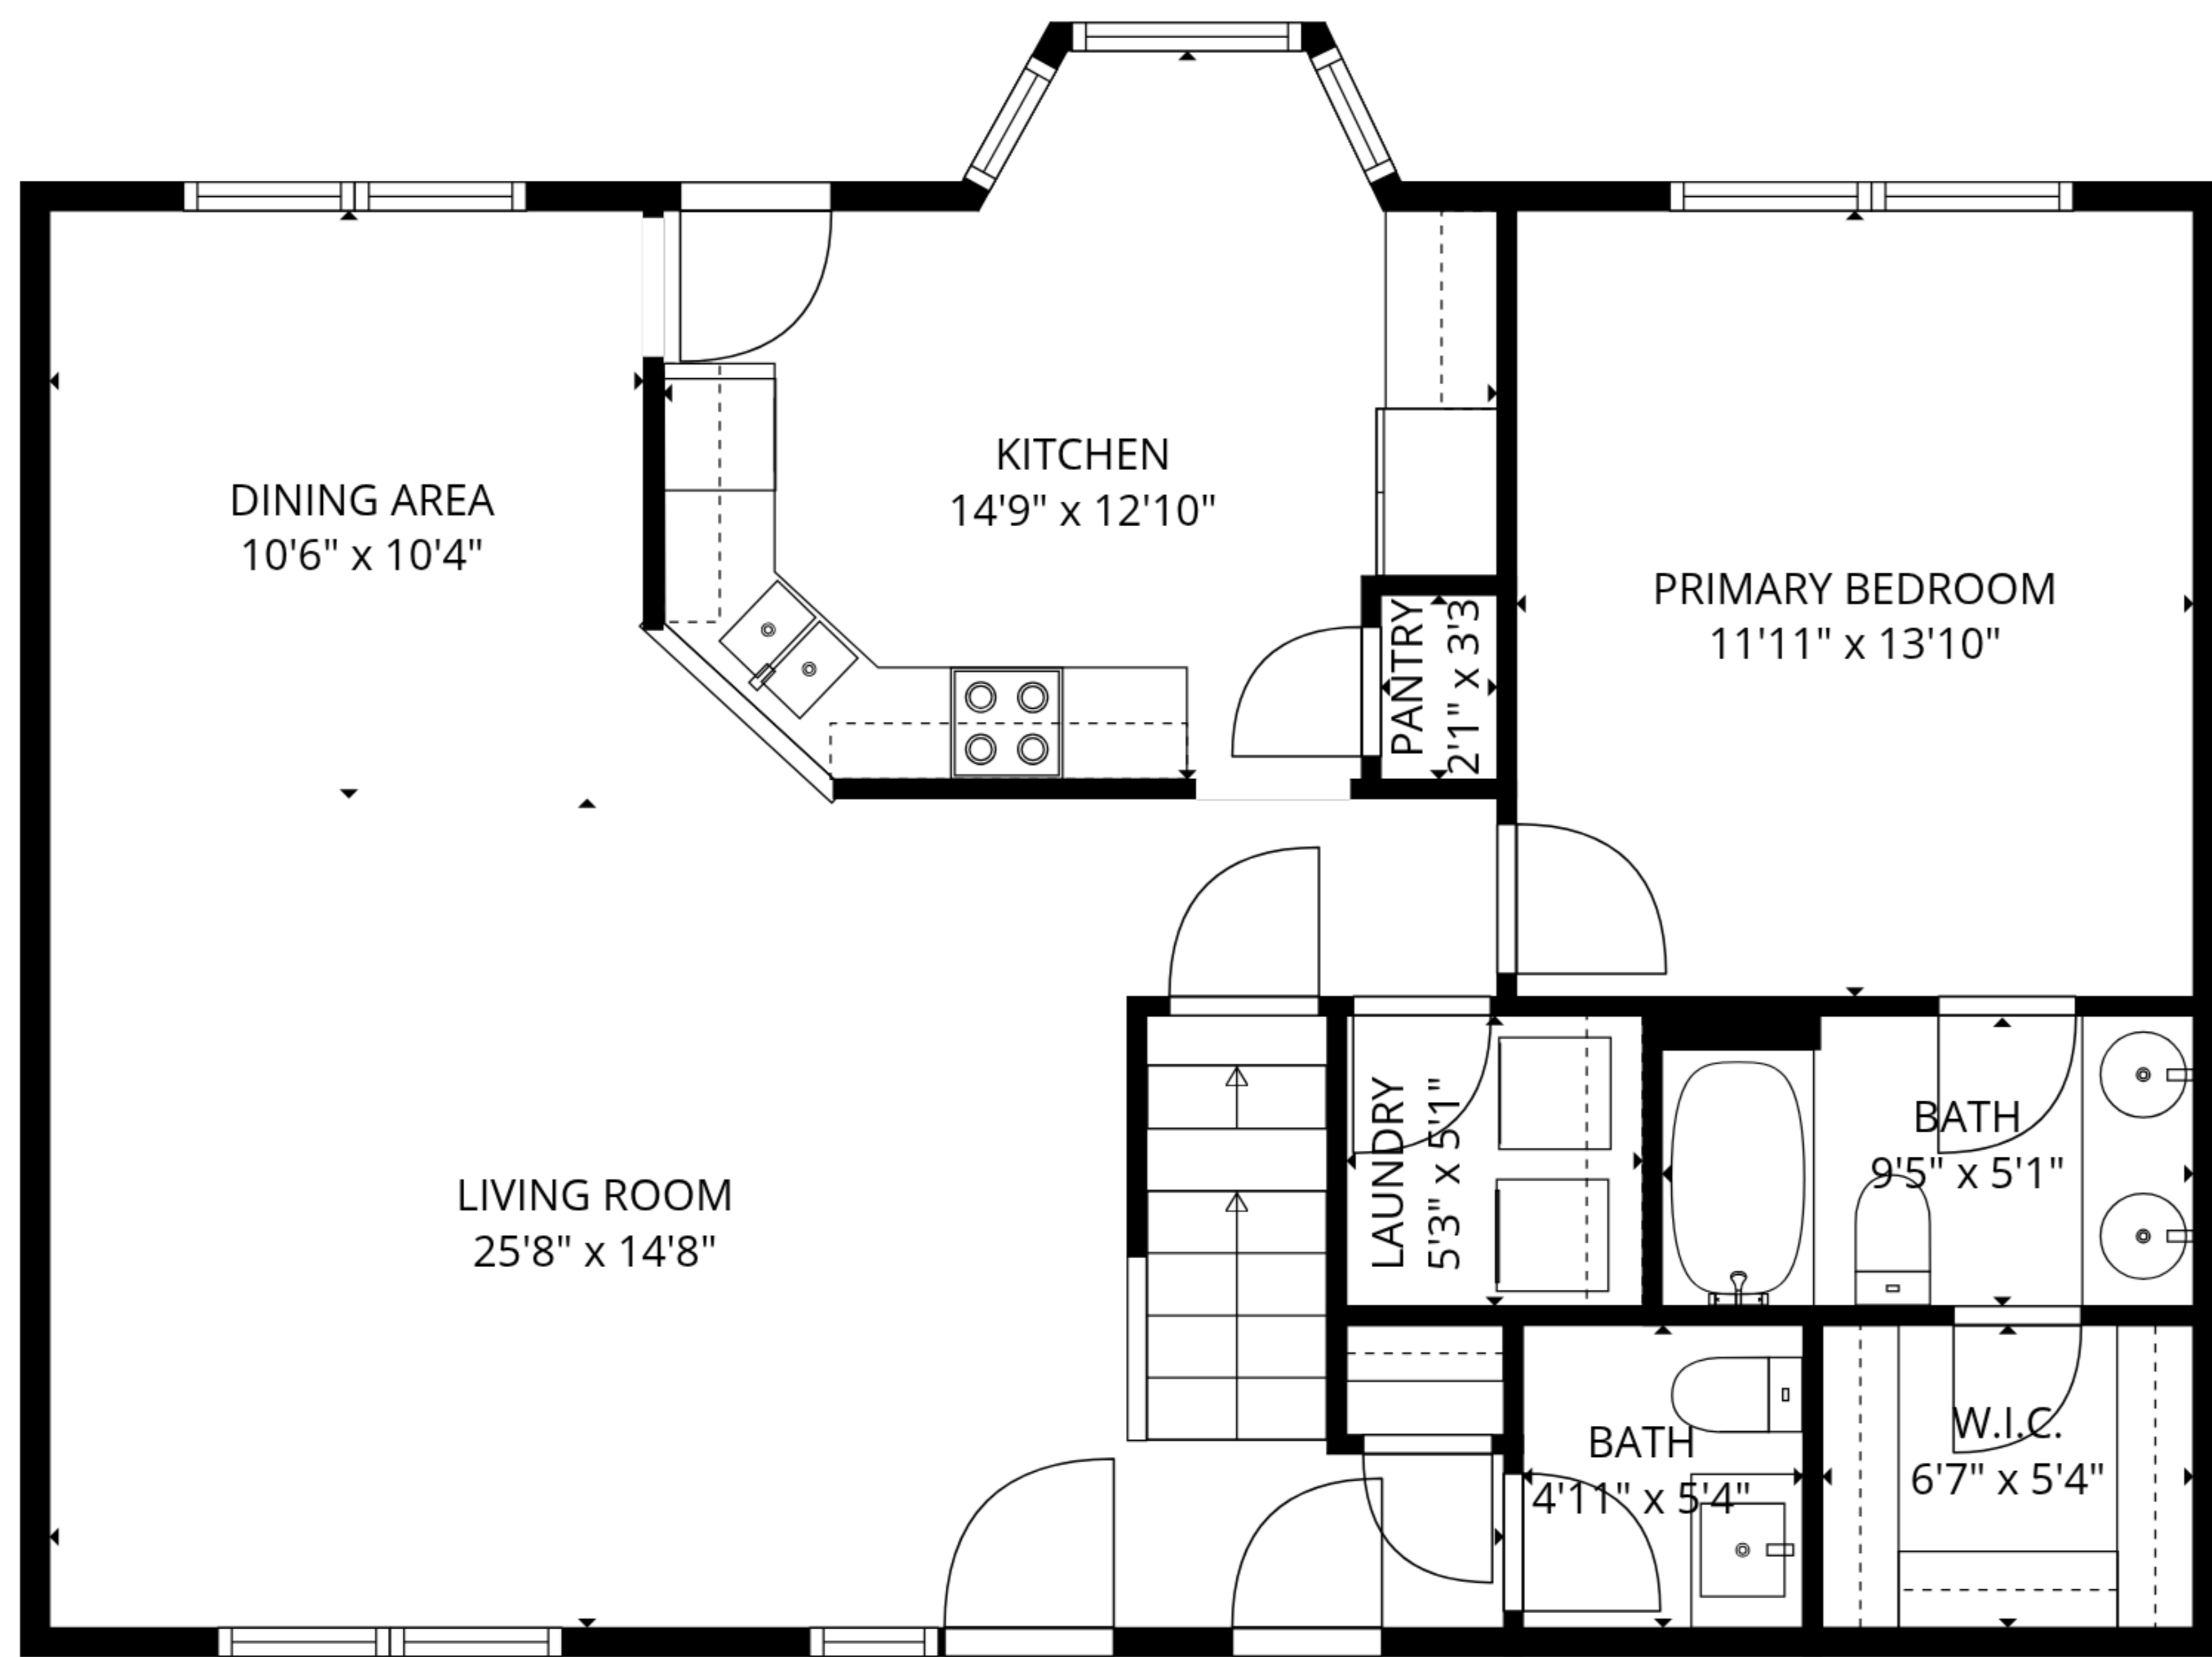 KITCHEN
14'9" x 12'10"
DINING AREA
10'6" x 10'4"
PRIMARY BEDROOM
11'11" x 13'10"
PANTRY
2'1" x 3'3
LIVING ROOM
25'8" x 14'8"
LAUNDRY
5'3" x 5'1"
BATH
9'5" x 5'1"
BATH
4'11" x 5'4"
W.I.C.
6'7" x 5'4"